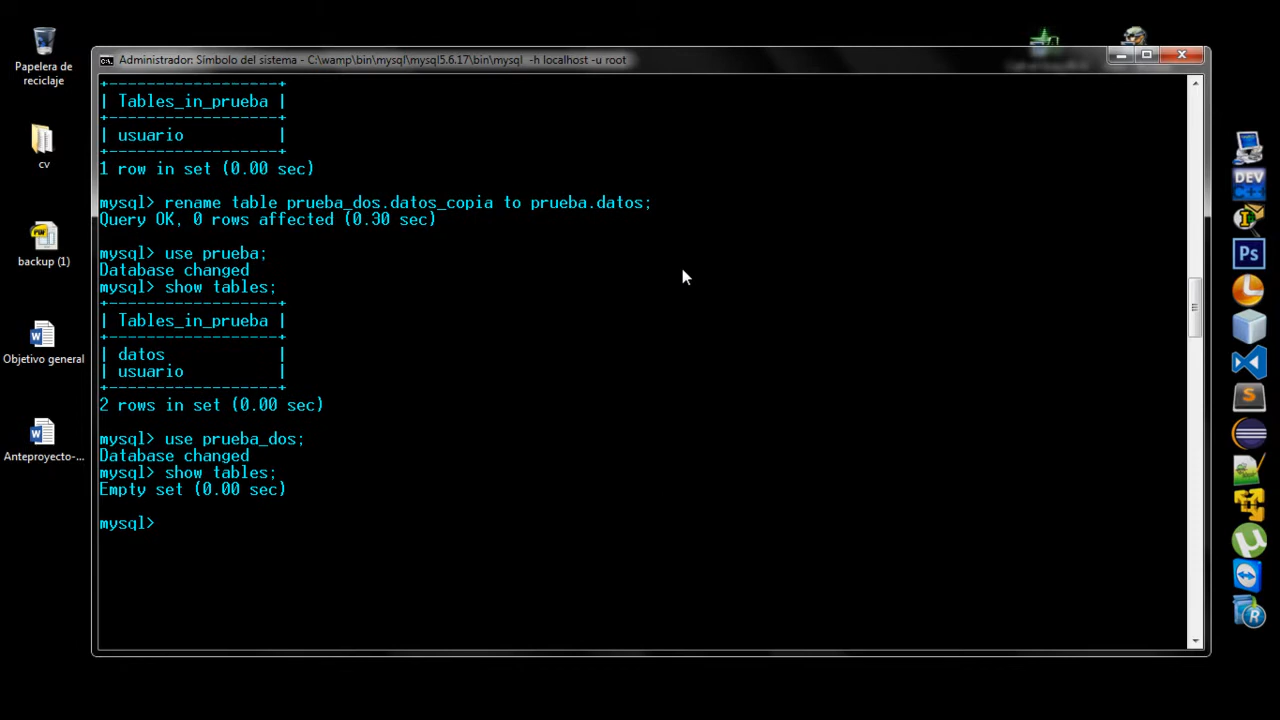 Papelera de
reciclaje
cv
backup (1)
Objetivo general
Anteproyecto-...
Administrador: Símbolo del sistema - C:\wamp\bin\mysql\mysql5.6.17\bin\mysql  -h localhost -u root
+------------------+
| Tables_in_prueba |
+------------------+
| usuario          |
+------------------+
1 row in set (0.00 sec)
mysql> rename table prueba_dos.datos_copia to prueba.datos;
Query OK, 0 rows affected (0.30 sec)
mysql> use prueba;
Database changed
mysql> show tables;
+------------------+
| Tables_in_prueba |
+------------------+
| datos            |
| usuario          |
+------------------+
2 rows in set (0.00 sec)
mysql> use prueba_dos;
Database changed
mysql> show tables;
Empty set (0.00 sec)
mysql>
DEV
C++
Ps
S
R